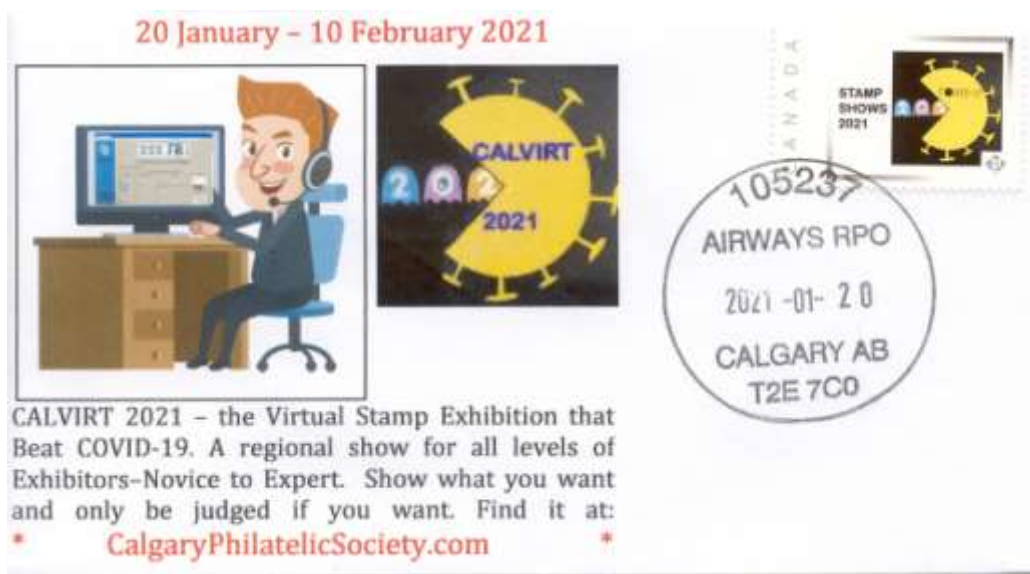 20 January – 10 February 2021
CALVIRT
2021
202
CALVIRT 2021 – the Virtual Stamp Exhibition that
Beat COVID-19. A regional show for all levels of
Exhibitors–Novice to Expert. Show what you want
and only be judged if you want. Find it at:
* CalgaryPhilatelicSociety.com *
CANADA
STAMP
SHOWS
2021
105237
AIRWAYS RPO
2021 -01- 20
CALGARY AB
T2E 7C0